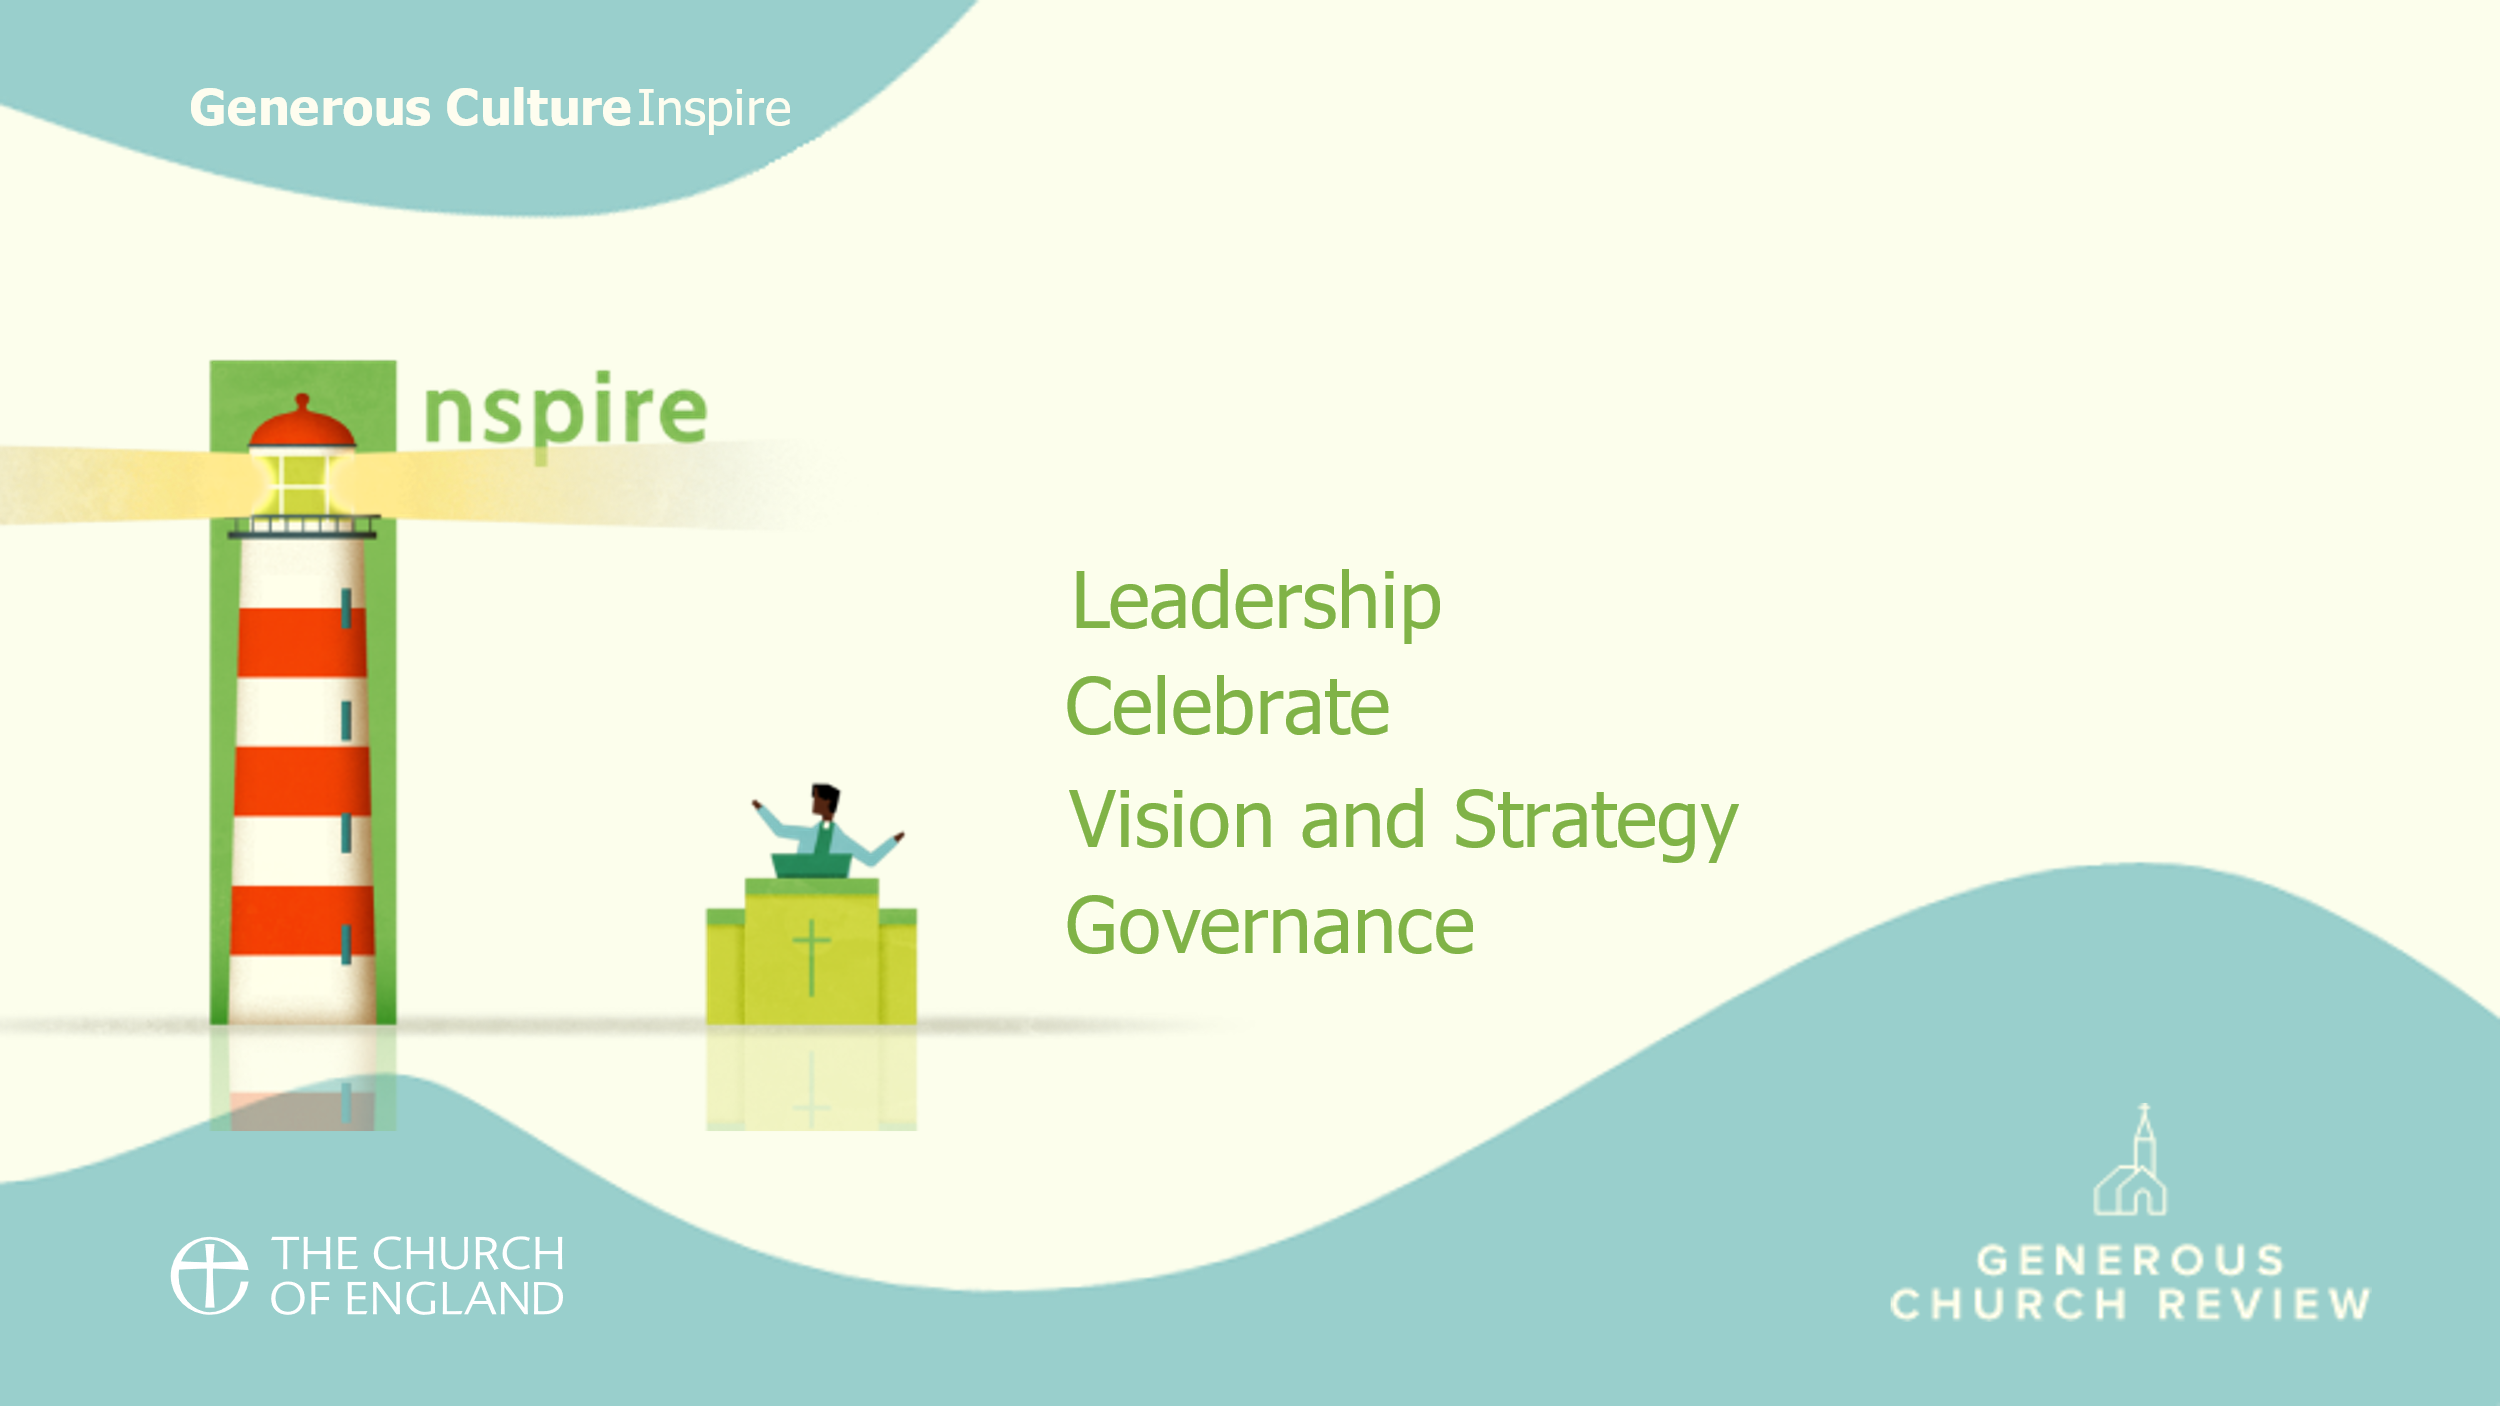 Generous Culture Inspire
nspire
Leadership
Celebrate
Vision and Strategy
Governance
THE CHURCH
OF ENGLAND
GENEROUS
CHURCH REVIEW